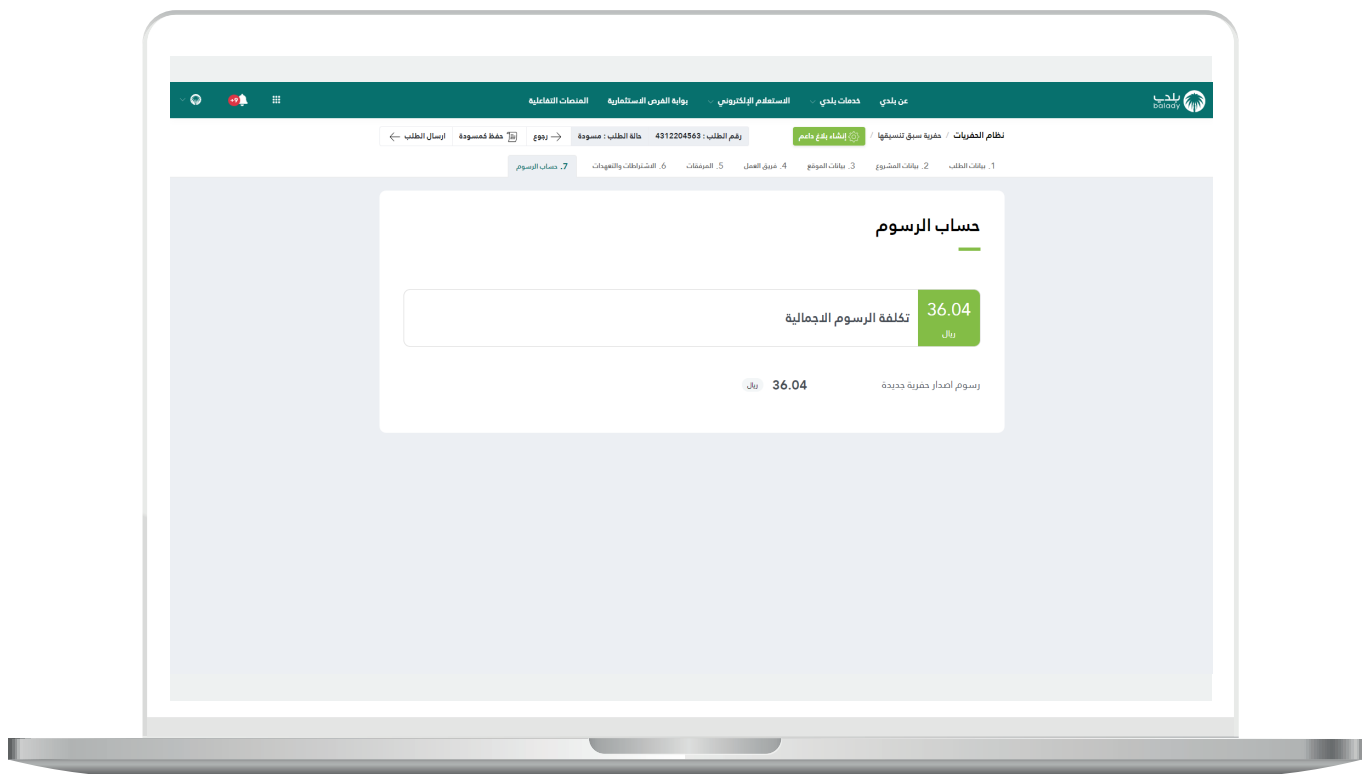 بلدي
balady
عن بلدي خدمات بلدي الاستعلام الإلكتروني بوابة الفرص الاستثمارية المنصات التفاعلية
+9
نظام الحفريات / حفرية سبق تنسيقها / إنشاء بلاغ داعم رقم الطلب : 4312204563 حالة الطلب : مسودة رجوع حفظ كمسودة ارسال الطلب
1. بيانات الطلب 2. بيانات المشروع 3. بيانات الموقع 4. فريق العمل 5. المرفقات 6. الاشتراطات والتعهدات 7. حساب الرسوم
حساب الرسوم
36.04
ريال
تكلفة الرسوم الاجمالية
رسوم اصدار حفرية جديدة 36.04 ريال